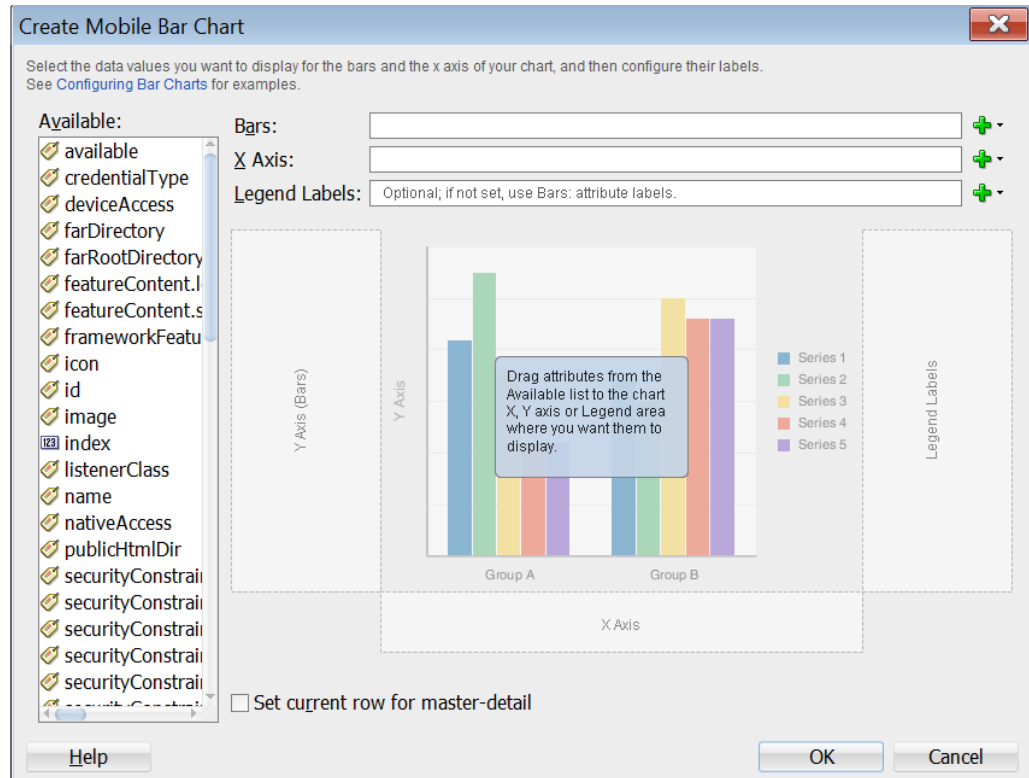 Create Mobile Bar Chart
Select the data values you want to display for the bars and the x axis of your chart, and then configure their labels.
See Configuring Bar Charts for examples.
Available:
available
credentialType
deviceAccess
farDirectory
farRootDirectory
featureContent.l
featureContent.s
frameworkFeatu
icon
id
image
123 index
listenerClass
name
nativeAccess
publicHtmlDir
securityConstrai
securityConstrai
securityConstrai
securityConstrai
securityConstrai
Bars:
X Axis:
Legend Labels: Optional; if not set, use Bars: attribute labels.
Y Axis (Bars)
Y Axis
Drag attributes from the
Available list to the chart
X, Y axis or Legend area
where you want them to
display.
Group A Group B
Series 1
Series 2
Series 3
Series 4
Series 5
Legend Labels
X Axis
Set current row for master-detail
Help OK Cancel